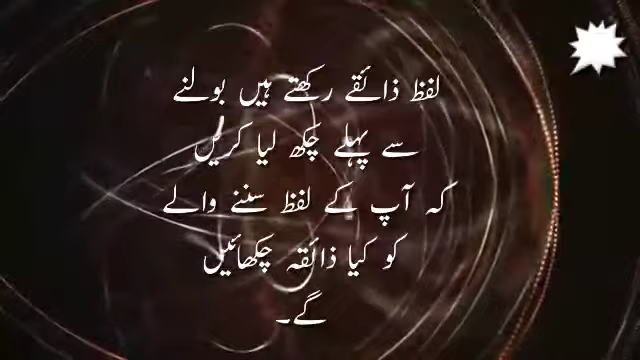 لفظ ذائقے رکھتے ہیں بولنے
سے پہلے چکھ لیا کریں
کہ آپ کے لفظ سننے والے
کو کیا ذائقہ چکھائیں
گے۔